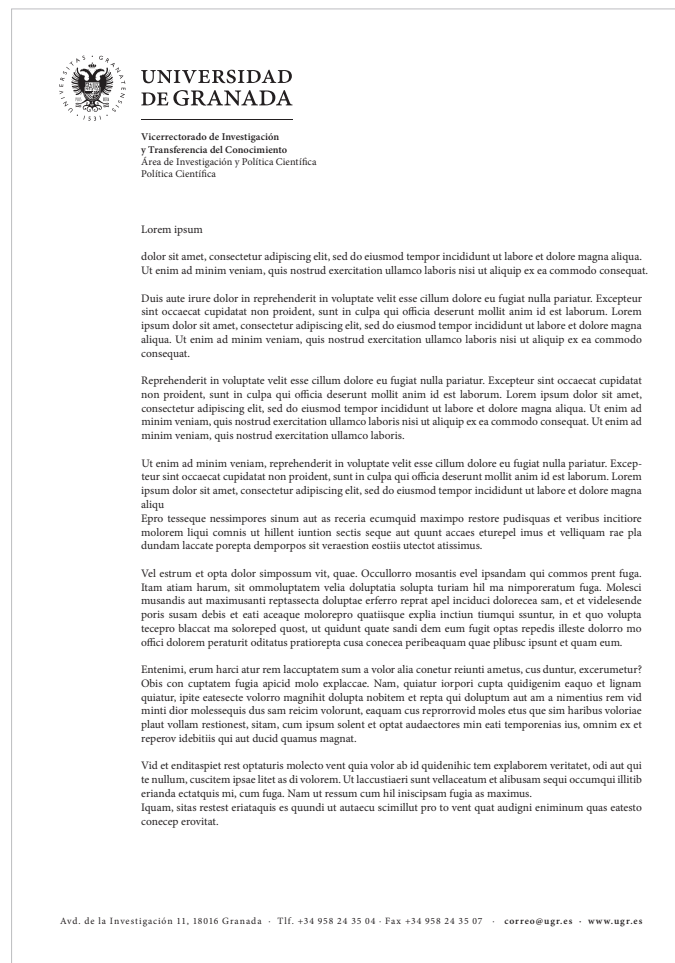 UNIVERSITAS · GRANATENSIS · 1531 ·
UNIVERSIDAD
DE GRANADA
Vicerrectorado de Investigación
y Transferencia del Conocimiento
Área de Investigación y Política Científica
Política Científica
Lorem ipsum
dolor sit amet, consectetur adipiscing elit, sed do eiusmod tempor incididunt ut labore et dolore magna aliqua.
Ut enim ad minim veniam, quis nostrud exercitation ullamco laboris nisi ut aliquip ex ea commodo consequat.
Duis aute irure dolor in reprehenderit in voluptate velit esse cillum dolore eu fugiat nulla pariatur. Excepteur
sint occaecat cupidatat non proident, sunt in culpa qui officia deserunt mollit anim id est laborum. Lorem
ipsum dolor sit amet, consectetur adipiscing elit, sed do eiusmod tempor incididunt ut labore et dolore magna
aliqua. Ut enim ad minim veniam, quis nostrud exercitation ullamco laboris nisi ut aliquip ex ea commodo
consequat.
Reprehenderit in voluptate velit esse cillum dolore eu fugiat nulla pariatur. Excepteur sint occaecat cupidatat
non proident, sunt in culpa qui officia deserunt mollit anim id est laborum. Lorem ipsum dolor sit amet,
consectetur adipiscing elit, sed do eiusmod tempor incididunt ut labore et dolore magna aliqua. Ut enim ad
minim veniam, quis nostrud exercitation ullamco laboris nisi ut aliquip ex ea commodo consequat. Ut enim ad
minim veniam, quis nostrud exercitation ullamco laboris.
Ut enim ad minim veniam, reprehenderit in voluptate velit esse cillum dolore eu fugiat nulla pariatur. Excep-
teur sint occaecat cupidatat non proident, sunt in culpa qui officia deserunt mollit anim id est laborum. Lorem
ipsum dolor sit amet, consectetur adipiscing elit, sed do eiusmod tempor incididunt ut labore et dolore magna
aliqu
Epro tesseque nessimpores sinum aut as receria ecumquid maximpo restore pudisquas et veribus incitiore
molorem liqui comnis ut hillent iuntion sectis seque aut quunt accaes eturepel imus et velliquam rae pla
dundam laccate porepta demporpos sit veraestion eostiis utectot atissimus.
Vel estrum et opta dolor simpossum vit, quae. Occullorro mosantis evel ipsandam qui commos prent fuga.
Itam atiam harum, sit ommoluptatem velia doluptatia solupta turiam hil ma nimporeratum fuga. Molesci
musandis aut maximusanti reptassecta doluptae erferro reprat apel inciduci dolorecea sam, et et videlesende
poris susam debis et eati aceaque molorepro quatiisque explia inctiun tiumqui ssuntur, in et quo volupta
tecepro blaccat ma soloreped quost, ut quidunt quate sandi dem eum fugit optas repedis illeste dolorro mo
offici dolorem peraturit oditatus pratiorepta cusa conecea peribeaquam quae plibusc ipsunt et quam eum.
Entenimi, erum harci atur rem laccuptatem sum a volor alia conetur reiunti ametus, cus duntur, excerumetur?
Obis con cuptatem fugia apicid molo explaccae. Nam, quiatur iorpori cupta quidigenim eaquo et lignam
quiatur, ipite eatesecte volorro magnihit dolupta nobitem et repta qui doluptum aut am a nimentius rem vid
minti dior molessequis dus sam reicim volorunt, eaquam cus reprorrovid moles etus que sim haribus voloriae
plaut vollam restionest, sitam, cum ipsum solent et optat audaectores min eati temporenias ius, omnim ex et
reperov idebitiis qui aut ducid quamus magnat.
Vid et enditaspiet rest optaturis molecto vent quia volor ab id quidenihic tem explaborem veritatet, odi aut qui
te nullum, cuscitem ipsae litet as di volorem. Ut laccustiaeri sunt vellaceatum et alibusam sequi occumqui illitib
erianda ectatquis mi, cum fuga. Nam ut ressum cum hil iniscipsam fugia as maximus.
Iquam, sitas restest eriataquis es quundi ut autaecu scimillut pro to vent quat audigni eniminum quas eatesto
conecep erovitat.
Avd. de la Investigación 11, 18016 Granada · Tlf. +34 958 24 35 04 · Fax +34 958 24 35 07 · correo@ugr.es · www.ugr.es